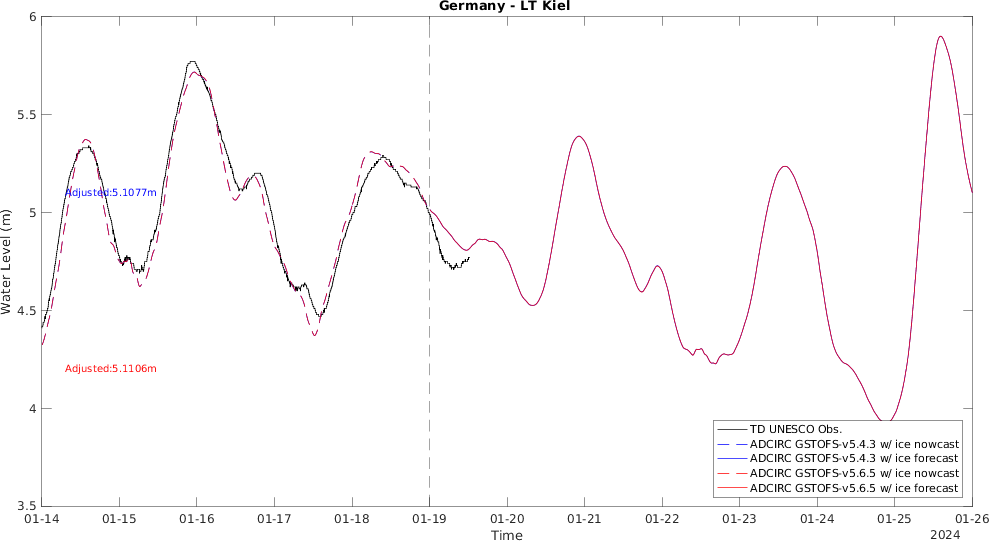 Germany - LT Kiel
6
5.5
5
4.5
4
3.5
Water Level (m)
Adjusted:5.1077m
Adjusted:5.1106m
TD UNESCO Obs.
ADCIRC GSTOFS-v5.4.3 w/ ice nowcast
ADCIRC GSTOFS-v5.4.3 w/ ice forecast
ADCIRC GSTOFS-v5.6.5 w/ ice nowcast
ADCIRC GSTOFS-v5.6.5 w/ ice forecast
01-14 01-15 01-16 01-17 01-18 01-19 01-20 01-21 01-22 01-23 01-24 01-25 01-26
Time
2024